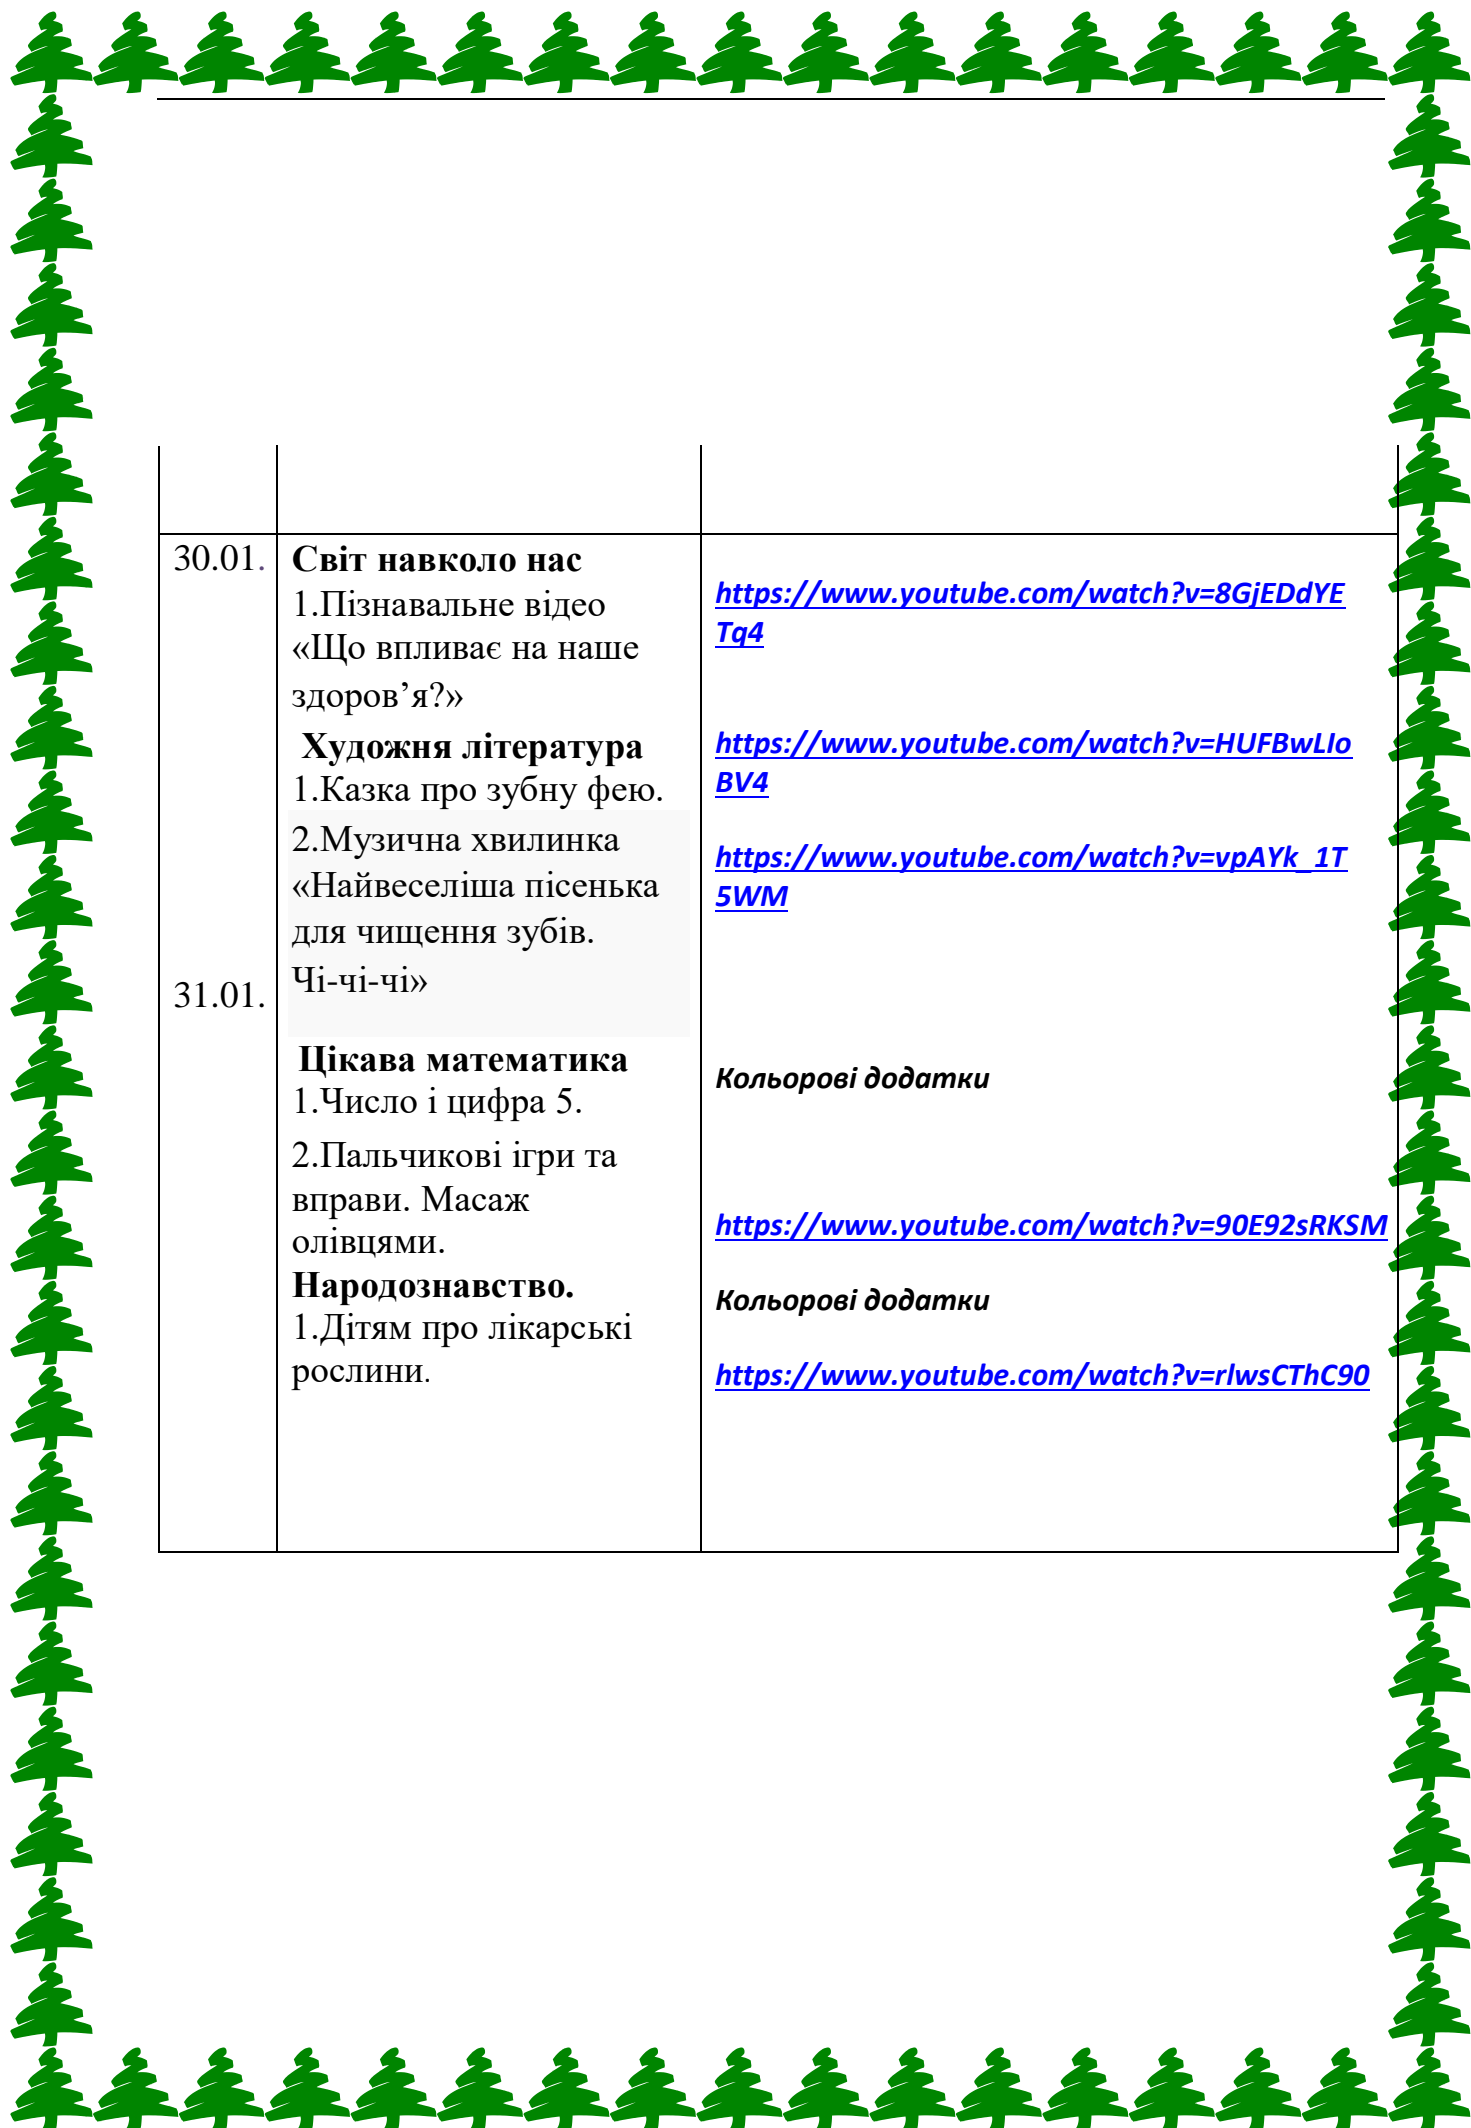 30.01.
Світ навколо нас
1.Пізнавальне відео
«Що впливає на наше
здоров’я?»
Художня література
1.Казка про зубну фею.
2.Музична хвилинка
«Найвеселіша пісенька
для чищення зубів.
Чі-чі-чі»
https://www.youtube.com/watch?v=8GjEDdYE
Tq4
https://www.youtube.com/watch?v=HUFBwLIo
BV4
https://www.youtube.com/watch?v=vpAYk_1T
5WM
31.01.
Цікава математика
1.Число і цифра 5.
2.Пальчикові ігри та
вправи. Масаж
олівцями.
Народознавство.
1.Дітям про лікарські
рослини.
Кольорові додатки
https://www.youtube.com/watch?v=90E92sRKSM
Кольорові додатки
https://www.youtube.com/watch?v=rlwsCThC90